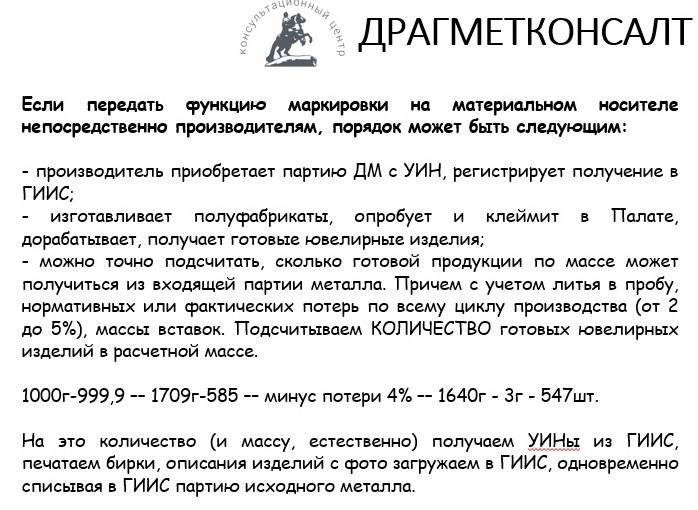 консультационный центр
ДРАГМЕТКОНСАЛТ
Если передать функцию маркировки на материальном носителе
непосредственно производителям, порядок может быть следующим:
- производитель приобретает партию ДМ с УИН, регистрирует получение в
ГИИС;
- изготавливает полуфабрикаты, опробует и клеймит в Палате,
дорабатывает, получает готовые ювелирные изделия;
- можно точно подсчитать, сколько готовой продукции по массе может
получиться из входящей партии металла. Причем с учетом литья в пробу,
нормативных или фактических потерь по всему циклу производства (от 2
до 5%), массы вставок. Подсчитываем КОЛИЧЕСТВО готовых ювелирных
изделий в расчетной массе.
1000г-999,9 –– 1709г-585 –– минус потери 4% –– 1640г - 3г - 547шт.
На это количество (и массу, естественно) получаем УИНы из ГИИС,
печатаем бирки, описания изделий с фото загружаем в ГИИС, одновременно
списывая в ГИИС партию исходного металла.